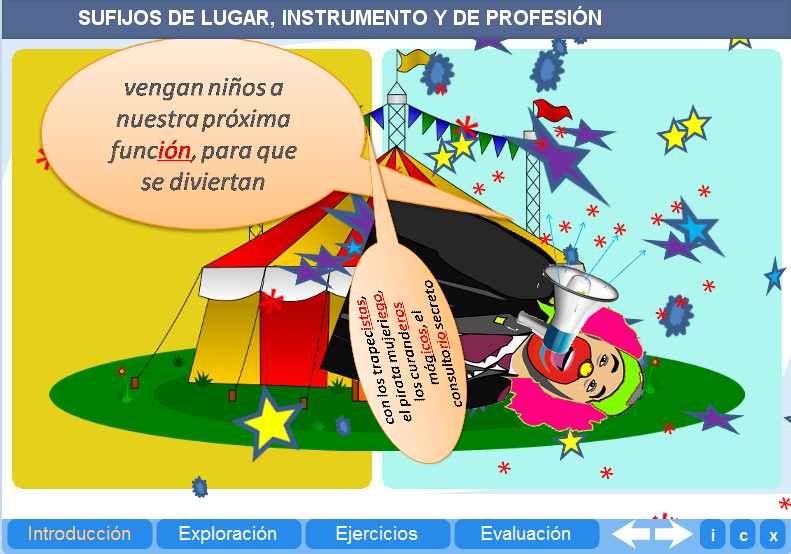 SUFIJOS DE LUGAR, INSTRUMENTO Y DE PROFESIÓN
vengan niños a
nuestra próxima
función, para que
se diviertan
con los trapecistas,
el pirata mujeriego,
los curanderos
mágicos, el
consultorio secreto
Introducción
Exploración
Ejercicios
Evaluación
i
c
x